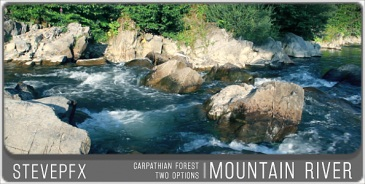 STEVEPFX
CARPATHIAN FOREST
TWO OPTIONS
MOUNTAIN RIVER